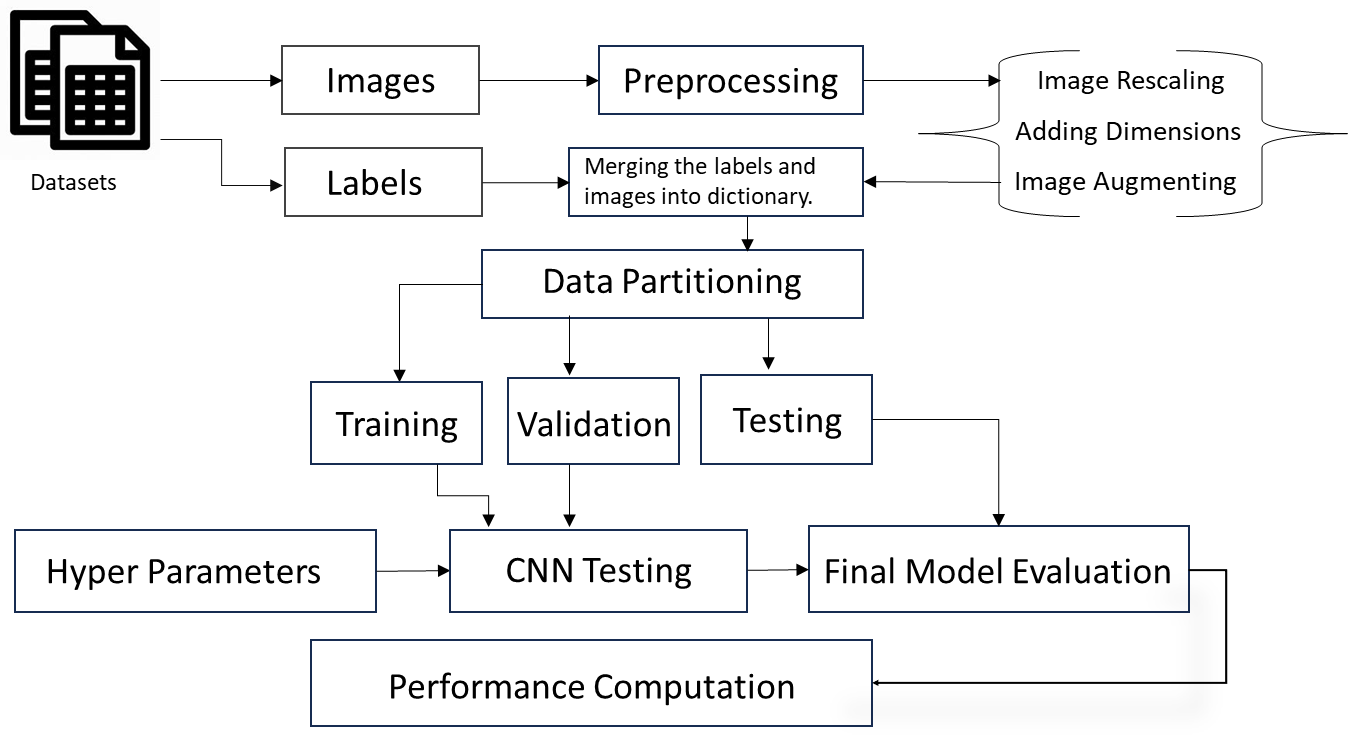 Datasets
Images
Preprocessing
Image Rescaling
Adding Dimensions
Image Augmenting
Labels
Merging the labels and
images into dictionary.
Data Partitioning
Training
Validation
Testing
Hyper Parameters
CNN Testing
Final Model Evaluation
Performance Computation